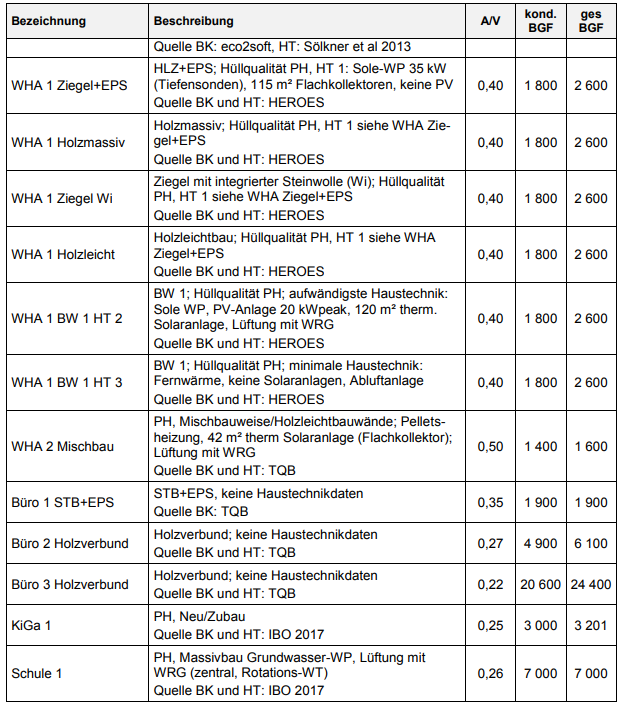 Bezeichnung Beschreibung A/V kond. BGF ges BGF
Quelle BK: eco2soft, HT: Sölkner et al 2013
WHA 1 Ziegel+EPS HLZ+EPS; Hüllqualität PH, HT 1: Sole-WP 35 kW
(Tiefensonden), 115 m² Flachkollektoren, keine PV 0,40 1 800 2 600
Quelle BK und HT: HEROES
WHA 1 Holzmassiv Holzmassiv; Hüllqualität PH, HT 1 siehe WHA Zie-
gel+EPS 0,40 1 800 2 600
Quelle BK und HT: HEROES
WHA 1 Ziegel Wi Ziegel mit integrierter Steinwolle (Wi); Hüllqualität
PH, HT 1 siehe WHA Ziegel+EPS 0,40 1 800 2 600
Quelle BK und HT: HEROES
WHA 1 Holzleicht Holzleichtbau; Hüllqualität PH, HT 1 siehe WHA
Ziegel+EPS 0,40 1 800 2 600
Quelle BK und HT: HEROES
WHA 1 BW 1 HT 2 BW 1; Hüllqualität PH; aufwändigste Haustechnik:
Sole WP, PV-Anlage 20 kWpeak, 120 m² therm.
Solaranlage, Lüftung mit WRG 0,40 1 800 2 600
Quelle BK und HT: HEROES
WHA 1 BW 1 HT 3 BW 1; Hüllqualität PH; minimale Haustechnik:
Fernwärme, keine Solaranlagen, Abluftanlage 0,40 1 800 2 600
Quelle BK und HT: HEROES
WHA 2 Mischbau PH, Mischbauweise/Holzleichtbauwände; Pellets-
heizung, 42 m² therm Solaranlage (Flachkollektor);
Lüftung mit WRG 0,50 1 400 1 600
Quelle BK und HT: TQB
Büro 1 STB+EPS STB+EPS, keine Haustechnikdaten 0,35 1 900 1 900
Quelle BK: TQB
Büro 2 Holzverbund Holzverbund; keine Haustechnikdaten 0,27 4 900 6 100
Quelle BK und HT: TQB
Büro 3 Holzverbund Holzverbund; keine Haustechnikdaten 0,22 20 600 24 400
Quelle BK und HT: TQB
KiGa 1 PH, Neu/Zubau 0,25 3 000 3 201
Quelle BK und HT: IBO 2017
Schule 1 PH, Massivbau Grundwasser-WP, Lüftung mit
WRG (zentral, Rotations-WT) 0,26 7 000 7 000
Quelle BK und HT: IBO 2017